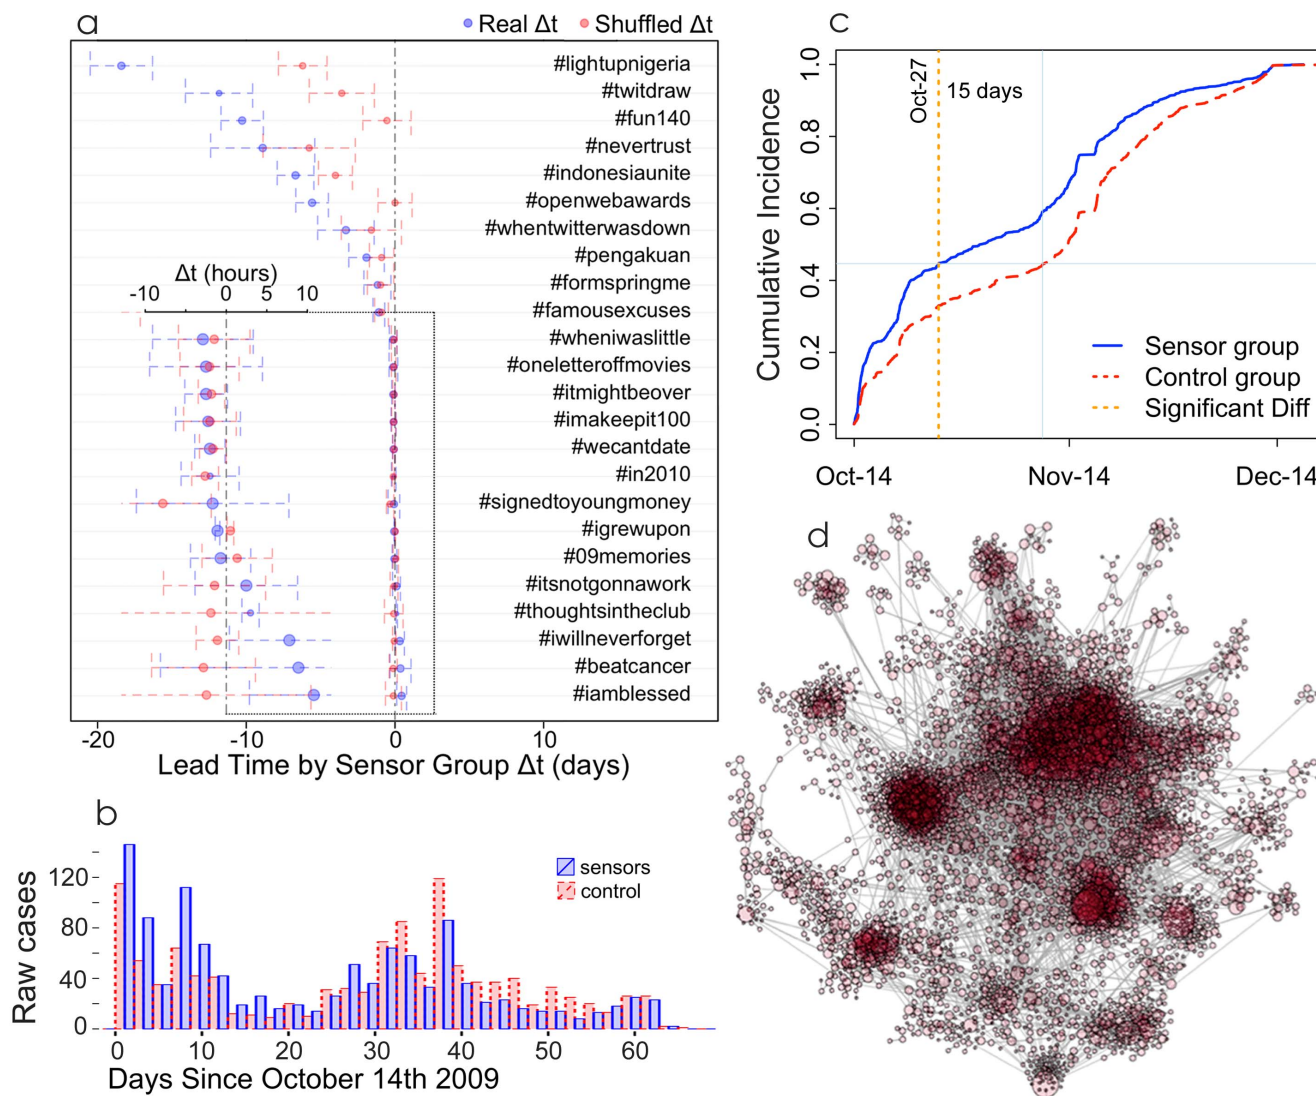 a
Real Δt
Shuffled Δt
#lightupnigeria
#twitdraw
#fun140
#nevertrust
#indonesiaunite
#openwebawards
#whentwitterwasdown
#pengakuan
#formspringme
#famousexcuses
#wheniwaslittle
#oneletteroffmovies
#itmightbeover
#imakeepit100
#wecantdate
#in2010
#signedtoyoungmoney
#igrewupon
#09memories
#itsnotgonnawork
#thoughtsintheclub
#iwillneverforget
#beatcancer
#iamblessed
Δt (hours)
-10 0 5 10
-20 -10 0 10
Lead Time by Sensor Group Δt (days)
b
Raw cases
120
80
40
0
sensors
control
0 10 20 30 40 50 60
Days Since October 14th 2009
c
Cumulative Incidence
1.0
0.8
0.6
0.4
0.2
0.0
Oct-27
15 days
Sensor group
Control group
Significant Diff
Oct-14 Nov-14 Dec-14
d